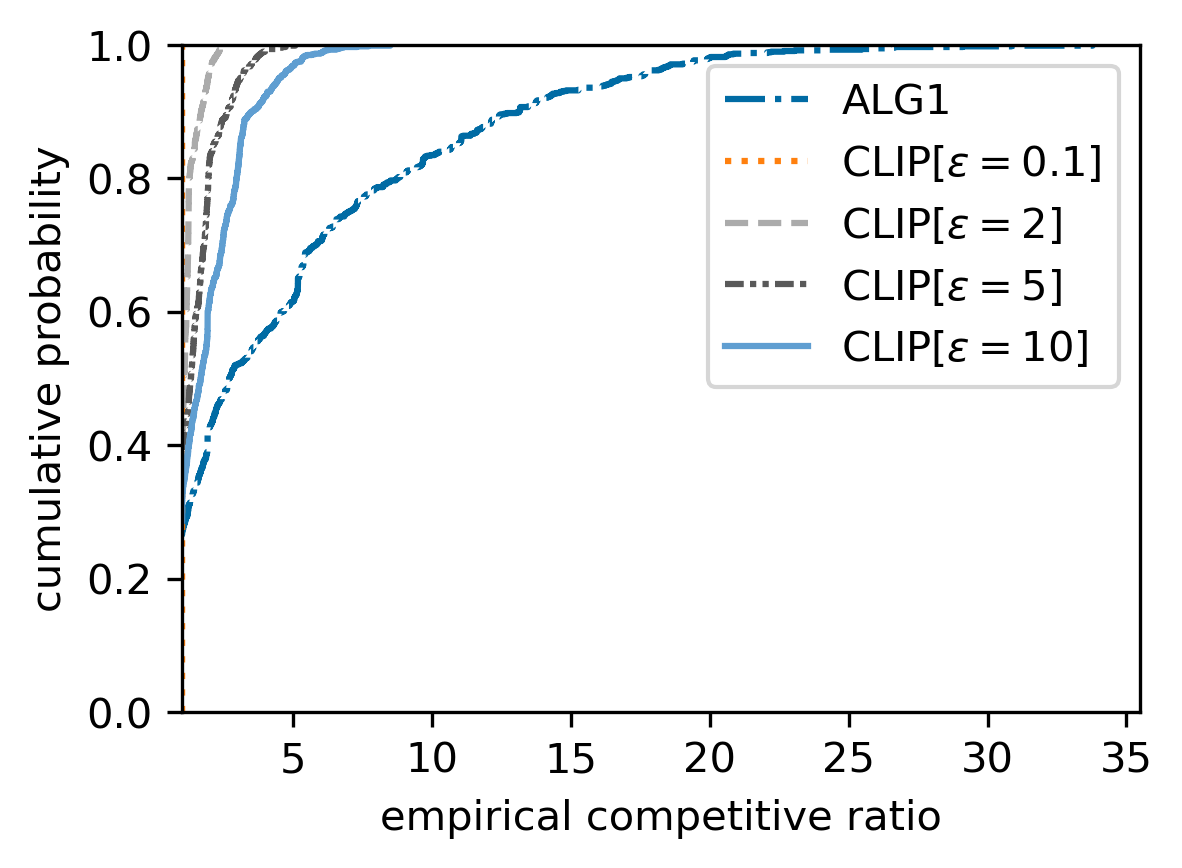 1.0
0.8
0.6
0.4
0.2
0.0
cumulative probability
ALG1
CLIP[ε = 0.1]
CLIP[ε = 2]
CLIP[ε = 5]
CLIP[ε = 10]
5 10 15 20 25 30 35
empirical competitive ratio